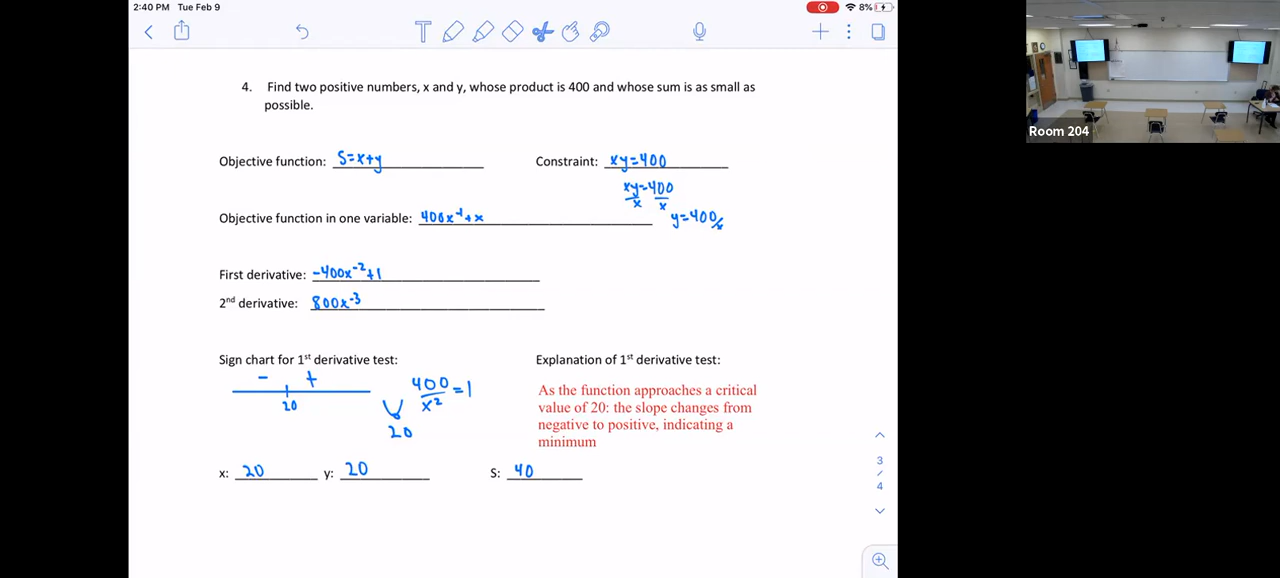 2:40 PM Tue Feb 9
8%
4. Find two positive numbers, x and y, whose product is 400 and whose sum is as small as
possible.
Objective function: S=x+y
Constraint: xy=400
xy=400
x x
Objective function in one variable: 400x⁻¹+x
y=400/x
First derivative: -400x⁻²+1
2nd derivative: 800x⁻³
Sign chart for 1st derivative test:
Explanation of 1st derivative test:
- +
20
400/x² = 1
20
As the function approaches a critical
value of 20: the slope changes from
negative to positive, indicating a
minimum
x: 20 y: 20 S: 40
3
/
4
Room 204